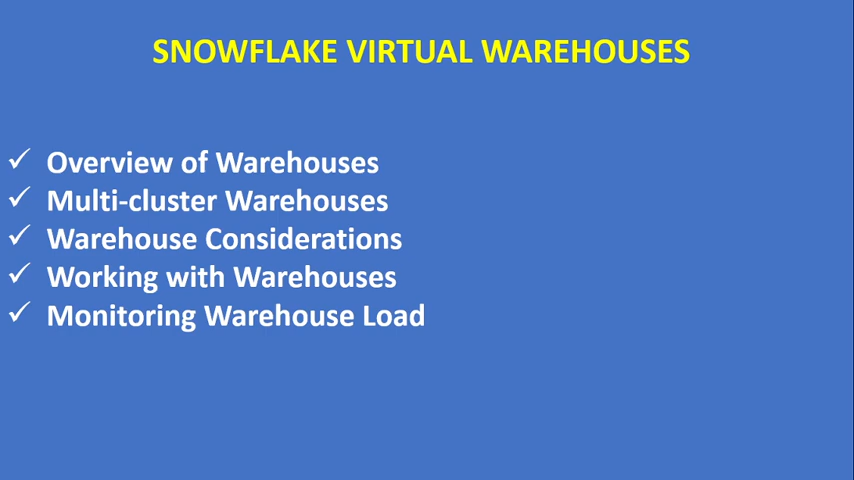 SNOWFLAKE VIRTUAL WAREHOUSES
✓ Overview of Warehouses
✓ Multi-cluster Warehouses
✓ Warehouse Considerations
✓ Working with Warehouses
✓ Monitoring Warehouse Load